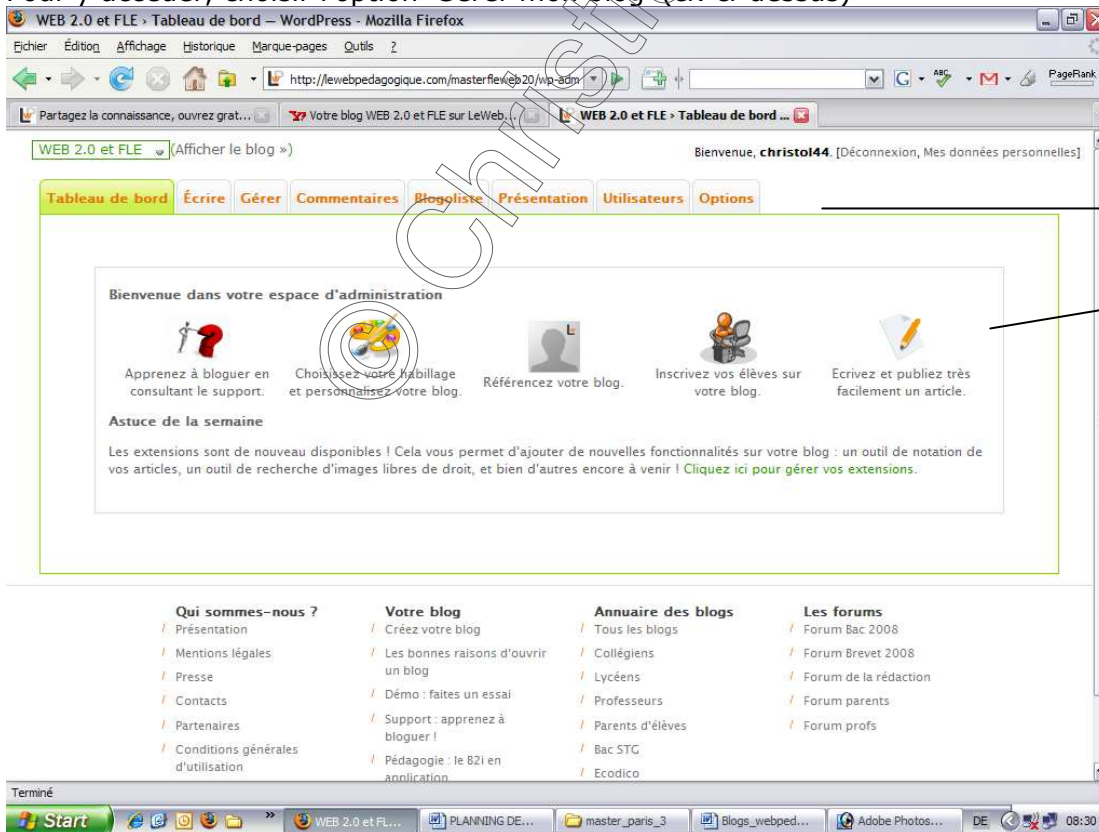 WEB 2.0 et FLE › Tableau de bord — WordPress - Mozilla Firefox
Fichier Édition Affichage Historique Marque-pages Outils ?
http://lewebpedagogique.com/masterfleweb20/wp-adm
PageRank
Partagez la connaissance, ouvrez grat...
Votre blog WEB 2.0 et FLE sur LeWeb...
WEB 2.0 et FLE › Tableau de bord ...
WEB 2.0 et FLE (Afficher le blog »)
Bienvenue, christol44. [Déconnexion, Mes données personnelles]
Tableau de bord Écrire Gérer Commentaires Blogoliste Présentation Utilisateurs Options
Bienvenue dans votre espace d'administration
Apprenez à bloguer en
consultant le support.
Choisissez votre habillage
et personnalisez votre blog.
Référencez votre blog.
Inscrivez vos élèves sur
votre blog.
Ecrivez et publiez très
facilement un article.
Astuce de la semaine
Les extensions sont de nouveau disponibles ! Cela vous permet d'ajouter de nouvelles fonctionnalités sur votre blog : un outil de notation de
vos articles, un outil de recherche d'images libres de droit, et bien d'autres encore à venir ! Cliquez ici pour gérer vos extensions.
Qui sommes-nous ?
/ Présentation
/ Mentions légales
/ Presse
/ Contacts
/ Partenaires
/ Conditions générales
d'utilisation
Votre blog
/ Créez votre blog
/ Les bonnes raisons d'ouvrir
un blog
/ Démo : faites un essai
/ Support : apprenez à
bloguer !
/ Pédagogie : le B2i en
application
Annuaire des blogs
/ Tous les blogs
/ Collégiens
/ Lycéens
/ Professeurs
/ Parents d'élèves
/ Bac STG
/ Ecodico
Les forums
/ Forum Bac 2008
/ Forum Brevet 2008
/ Forum de la rédaction
/ Forum parents
/ Forum profs
Terminé
Start
WEB 2.0 et FL...
PLANNING DE...
master_paris_3
Blogs_webped...
Adobe Photos...
DE
08:30
© Christ